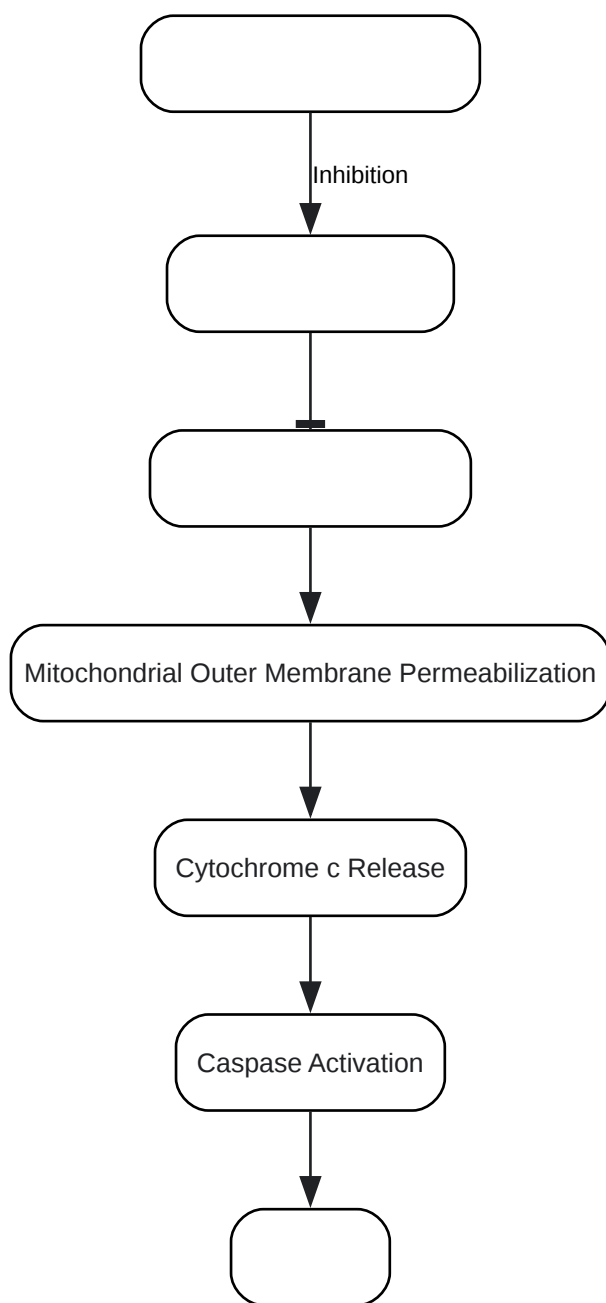 Inhibition
Mitochondrial Outer Membrane Permeabilization
Cytochrome c Release
Caspase Activation